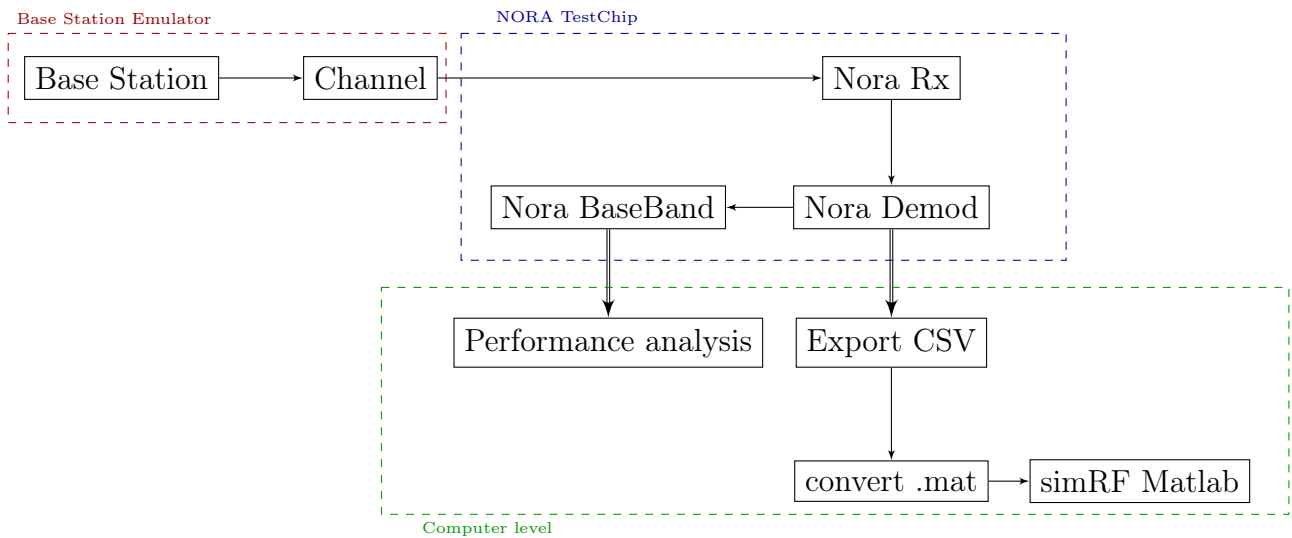 Base Station Emulator
NORA TestChip
Base Station
Channel
Nora Rx
Nora BaseBand
Nora Demod
Performance analysis
Export CSV
convert .mat
simRF Matlab
Computer level